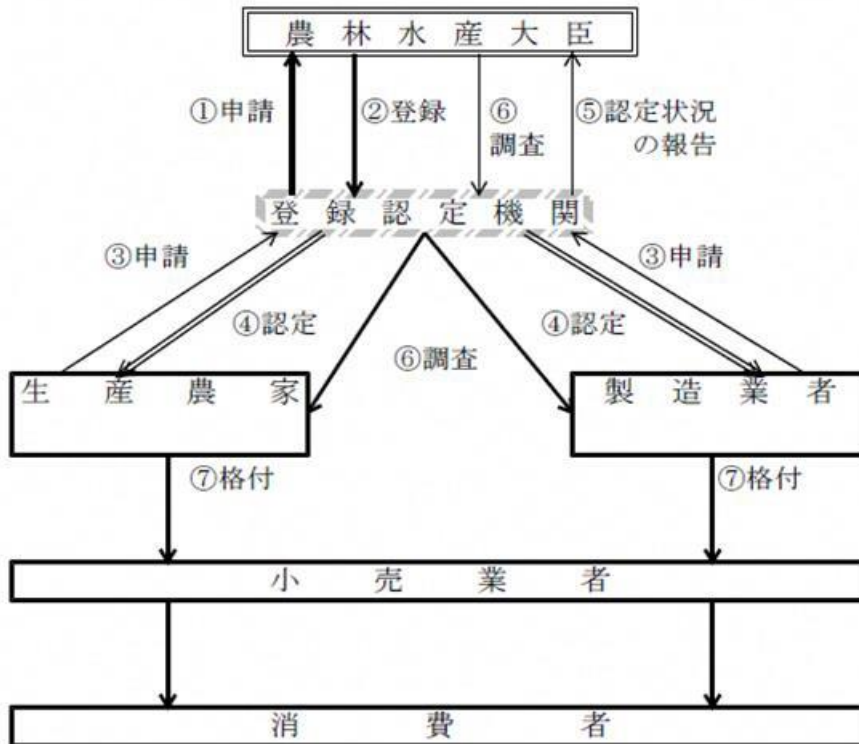 農林水産大臣
①申請
②登録
⑥
調査
⑤認定状況
の報告
登録認定機関
③申請
③申請
④認定
④認定
⑥調査
生産農家
製造業者
⑦格付
⑦格付
小売業者
消費者